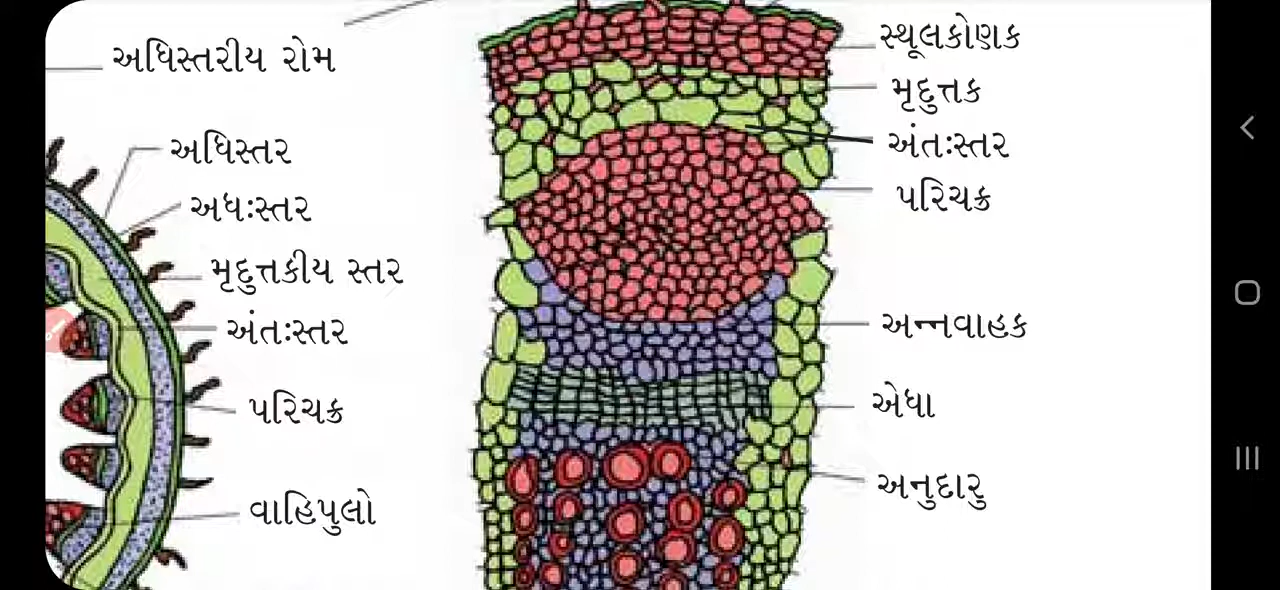 અધિસ્તરીય રોમ
અધિસ્તર
અધઃસ્તર
મૃદુત્તકીય સ્તર
અંતઃસ્તર
પરિચક્ર
વાહિપુલો
સ્થૂલકોણક
મૃદુત્તક
અંતઃસ્તર
પરિચક્ર
અન્નવાહક
એધા
અનુદારુ